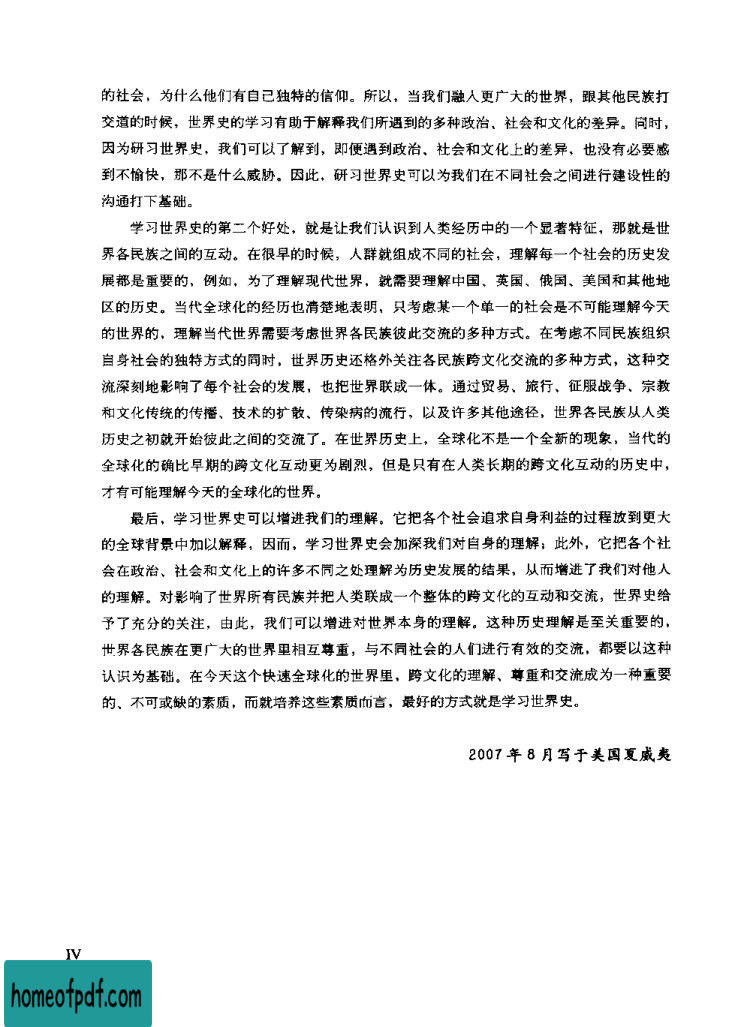 的社会，为什么他们有自己独特的信仰。所以，当我们融入更广大的世界，跟其他民族打
交道的时候，世界史的学习有助于解释我们所遇到的多种政治、社会和文化的差异。同时，
因为研习世界史，我们可以了解到，即便遇到政治、社会和文化上的差异，也没有必要感
到不愉快，那不是什么威胁。因此，研习世界史可以为我们在不同社会之间进行建设性的
沟通打下基础。
学习世界史的第二个好处，就是让我们认识到人类经历中的一个显著特征，那就是世
界各民族之间的互动。在很早的时候，人群就组成不同的社会，理解每一个社会的历史发
展都是重要的，例如，为了理解现代世界，就需要理解中国、英国、俄国、美国和其他地
区的历史。当代全球化的经历也清楚地表明，只考虑某一个单一的社会是不可能理解今天
的世界的，理解当代世界需要考虑世界各民族彼此交流的多种方式。在考虑不同民族组织
自身社会的独特方式的同时，世界历史还格外关注各民族跨文化交流的多种方式，这种交
流深刻地影响了每个社会的发展，也把世界联成一体。通过贸易、旅行、征服战争、宗教
和文化传统的传播、技术的扩散、传染病的流行，以及许多其他途径，世界各民族从人类
历史之初就开始彼此之间的交流了。在世界历史上，全球化不是一个全新的现象，当代的
全球化的确比早期的跨文化互动更为剧烈，但是只有在人类长期的跨文化互动的历史中，
才有可能理解今天的全球化的世界。
最后，学习世界史可以增进我们的理解。它把各个社会追求自身利益的过程放到更大
的全球背景中加以解释，因而，学习世界史会加深我们对自身的理解；此外，它把各个社
会在政治、社会和文化上的许多不同之处理解为历史发展的结果，从而增进了我们对他人
的理解。对影响了世界所有民族并把人类联成一个整体的跨文化的互动和交流，世界史给
予了充分的关注，由此，我们可以增进对世界本身的理解。这种历史理解是至关重要的，
世界各民族在更广大的世界里相互尊重，与不同社会的人们进行有效的交流，都要以这种
认识为基础。在今天这个快速全球化的世界里，跨文化的理解、尊重和交流成为一种重要
的、不可或缺的素质，而就培养这些素质而言，最好的方式就是学习世界史。
2007年8月写于美国夏威夷
IV
homeofpdf.com